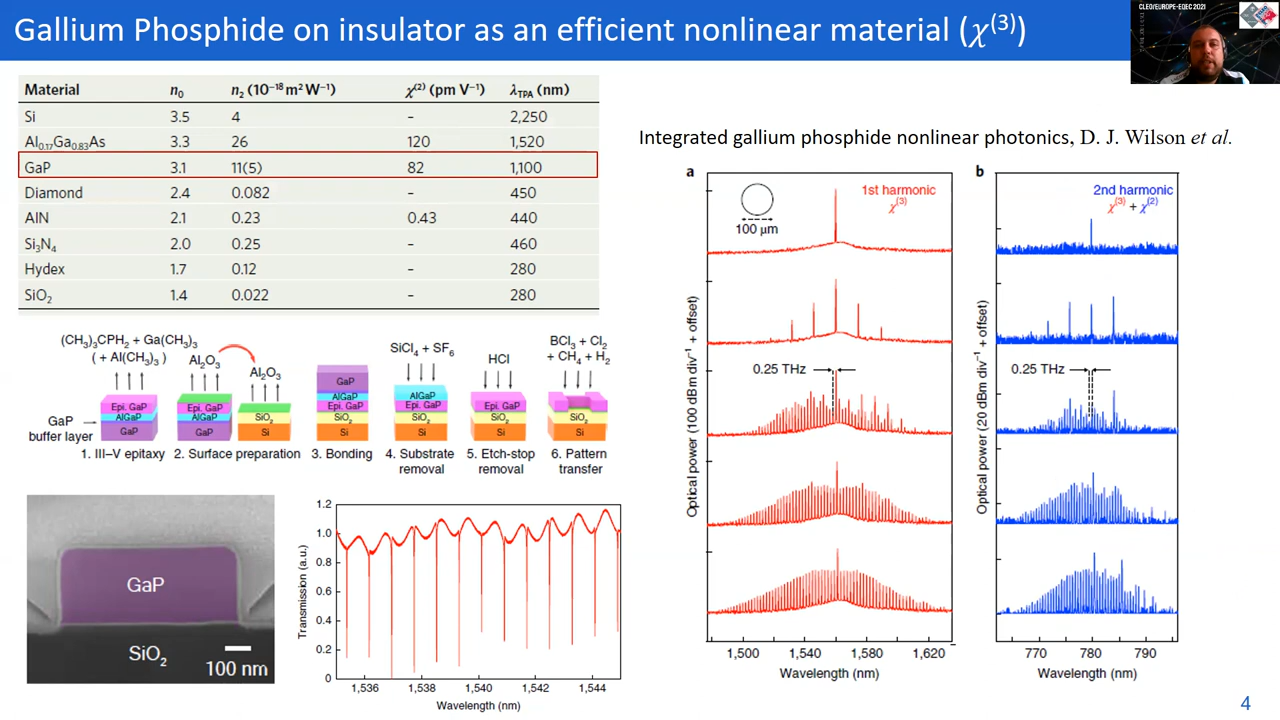 Gallium Phosphide on insulator as an efficient nonlinear material (χ⁽³⁾)
CLEO/EUROPE-EQEC 2021
Material n₀ n₂ (10⁻¹⁸ m² W⁻¹) χ⁽²⁾ (pm V⁻¹) λTPA (nm)
Si 3.5 4 - 2,250
Al₀.₁₇Ga₀.₈₃As 3.3 26 120 1,520
GaP 3.1 11(5) 82 1,100
Diamond 2.4 0.082 - 450
AlN 2.1 0.23 0.43 440
Si₃N₄ 2.0 0.25 - 460
Hydex 1.7 0.12 - 280
SiO₂ 1.4 0.022 - 280
(CH₃)₃CPH₂ + Ga(CH₃)₃
(+ Al(CH₃)₃)
Al₂O₃
Al₂O₃
SiCl₄ + SF₆
HCl
BCl₃ + Cl₂
+ CH₄ + H₂
GaP
buffer layer
Epi. GaP
AlGaP
GaP
Epi. GaP
AlGaP
GaP
SiO₂
Si
GaP
AlGaP
Epi. GaP
SiO₂
Si
AlGaP
Epi. GaP
SiO₂
Si
Epi. GaP
SiO₂
Si
SiO₂
Si
1. III–V epitaxy
2. Surface preparation
3. Bonding
4. Substrate
removal
5. Etch-stop
removal
6. Pattern
transfer
GaP
SiO₂
100 nm
Transmission (a.u.)
1.2
1.0
0.8
0.6
0.4
0.2
0
1,536 1,538 1,540 1,542 1,544
Wavelength (nm)
Integrated gallium phosphide nonlinear photonics, D. J. Wilson et al.
a
1st harmonic
χ⁽³⁾
100 μm
0.25 THz
Optical power (100 dBm div⁻¹ + offset)
1,500 1,540 1,580 1,620
Wavelength (nm)
b
2nd harmonic
χ⁽³⁾ + χ⁽²⁾
0.25 THz
Optical power (20 dBm div⁻¹ + offset)
770 780 790
Wavelength (nm)
4